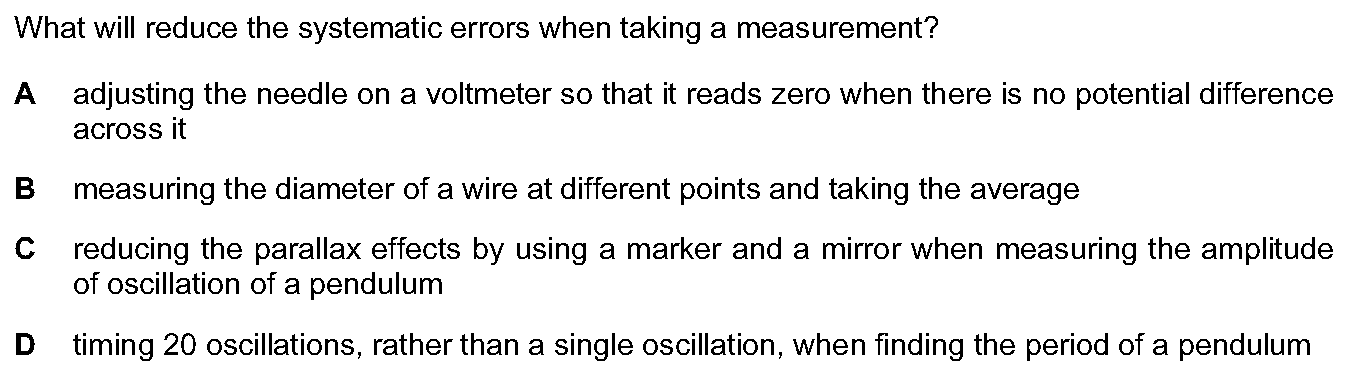 What will reduce the systematic errors when taking a measurement?
A adjusting the needle on a voltmeter so that it reads zero when there is no potential difference
across it
B measuring the diameter of a wire at different points and taking the average
C reducing the parallax effects by using a marker and a mirror when measuring the amplitude
of oscillation of a pendulum
D timing 20 oscillations, rather than a single oscillation, when finding the period of a pendulum